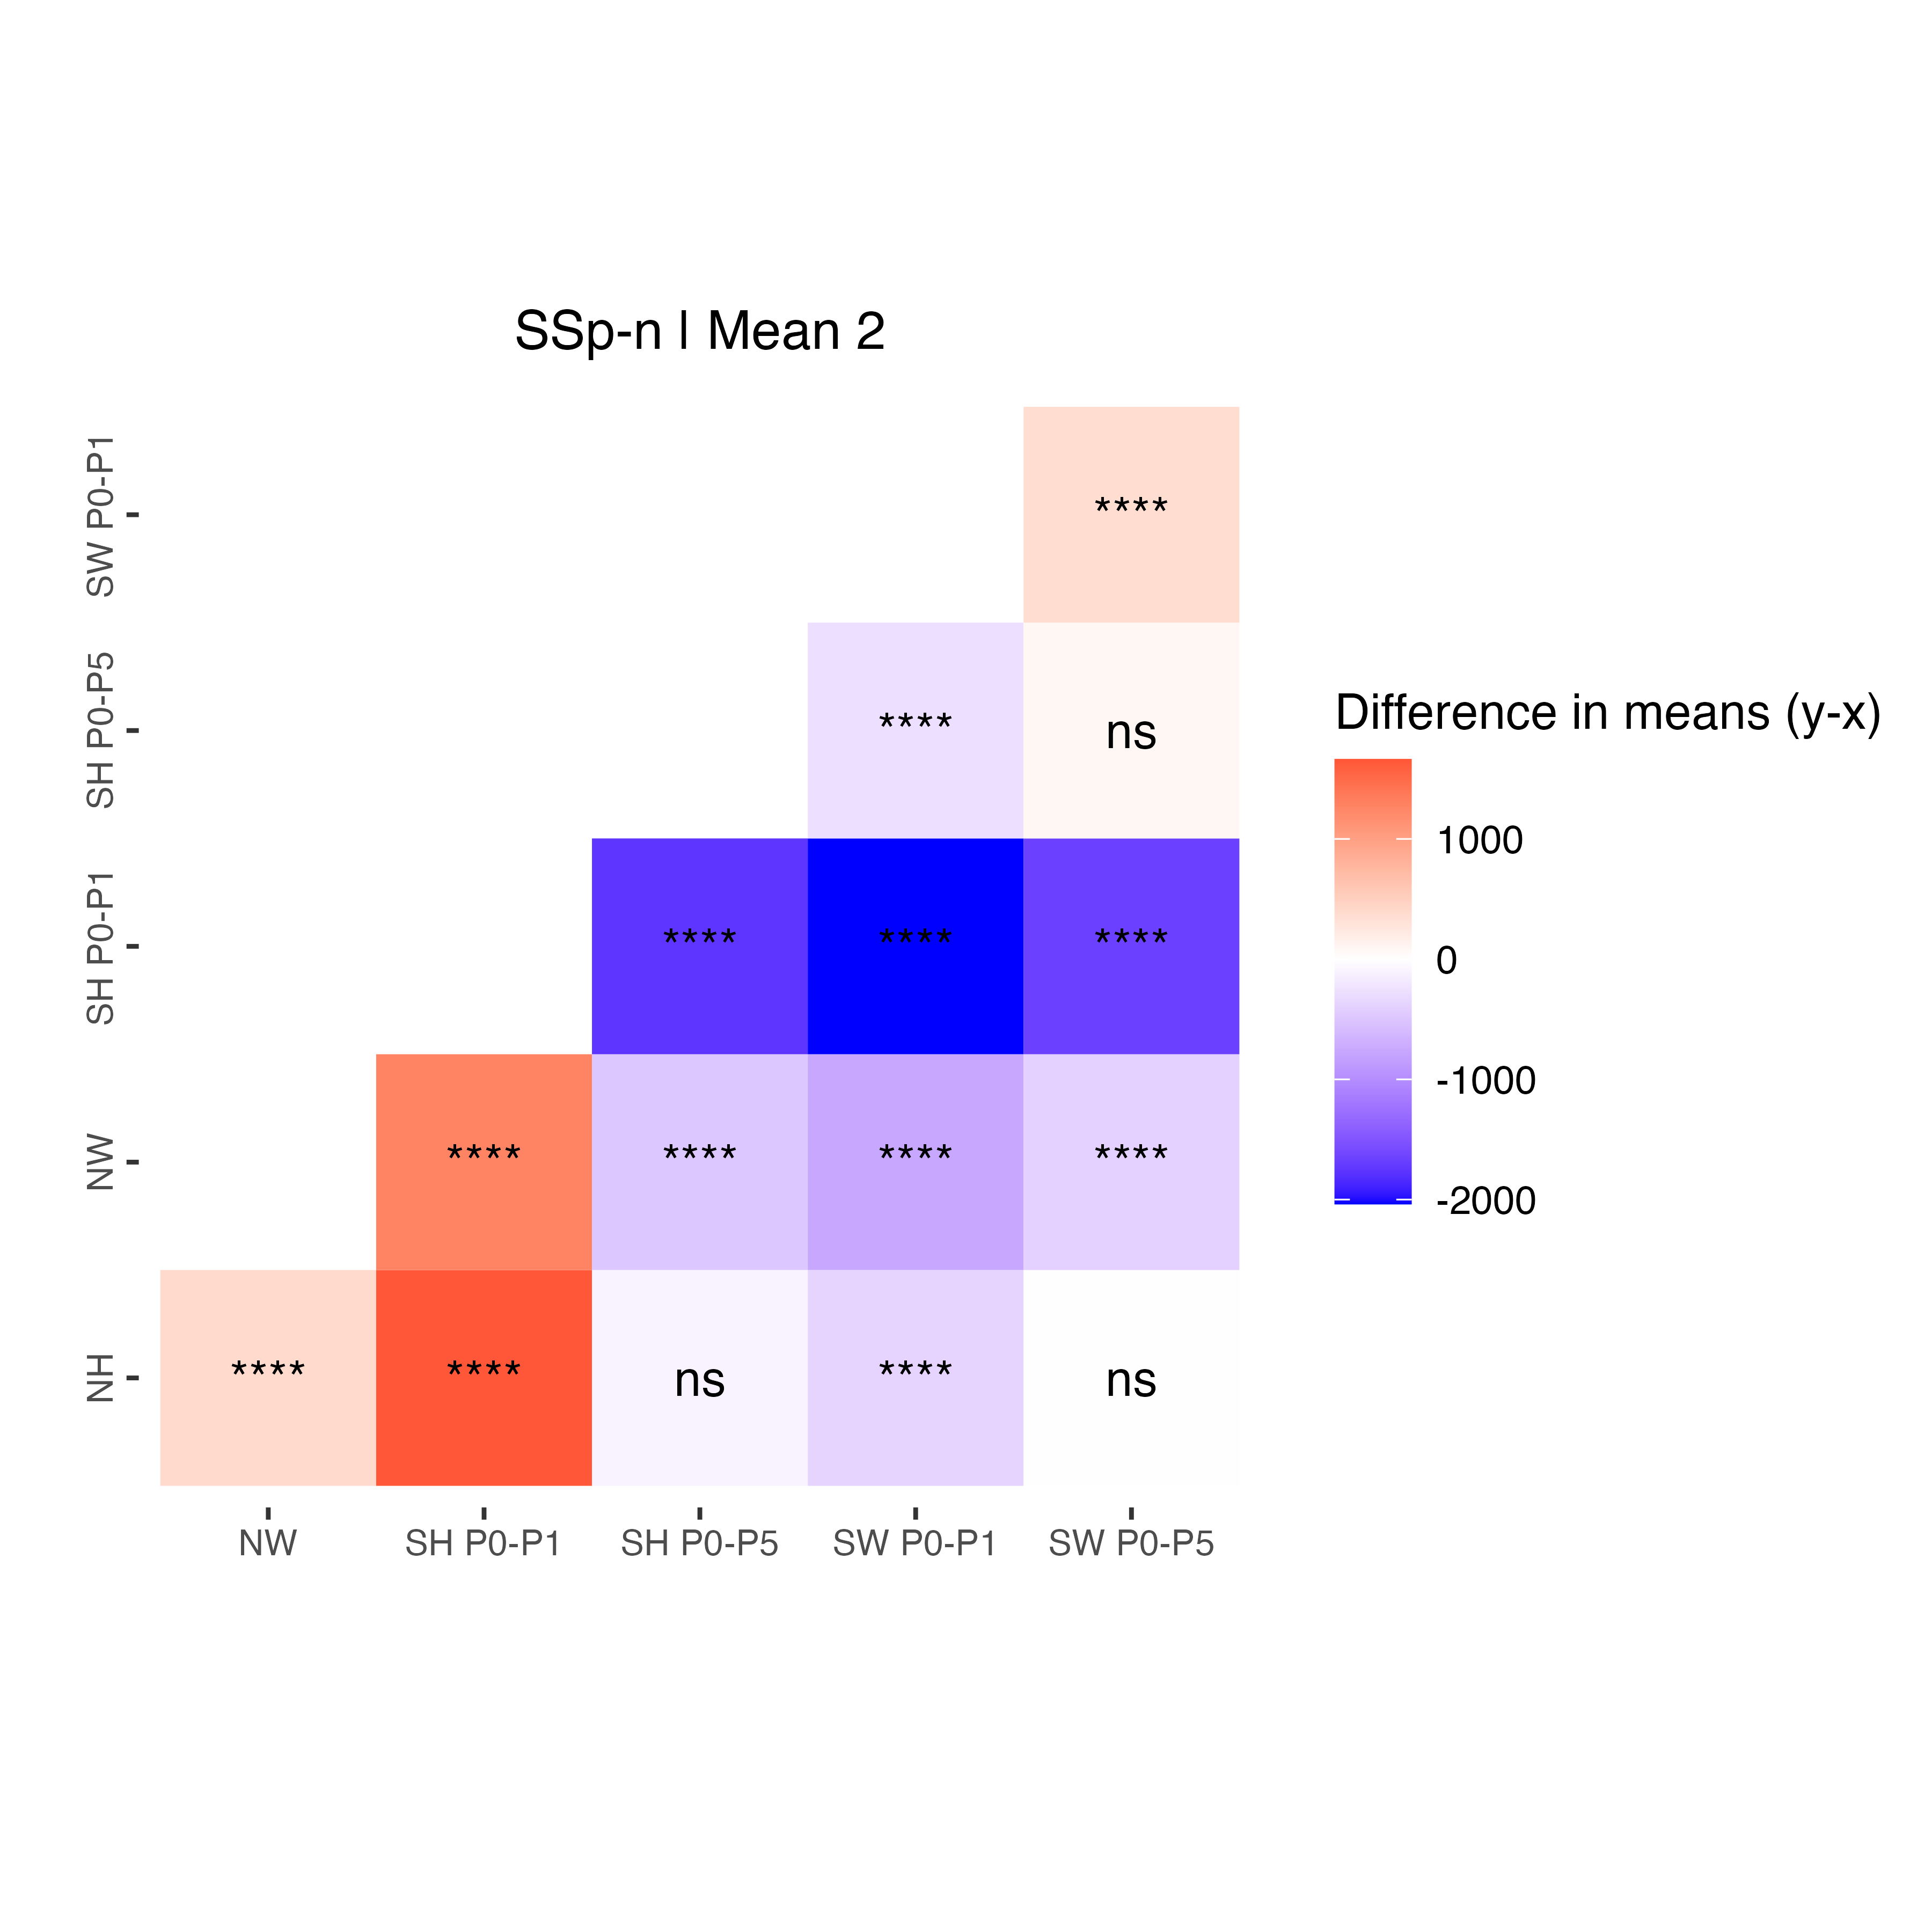 SSp-n | Mean 2
SW P0-P1
****
SH P0-P5
**** ns
SH P0-P1
**** **** ****
NW
**** **** **** ****
NH
**** **** ns **** ns
NW SH P0-P1 SH P0-P5 SW P0-P1 SW P0-P5
Difference in means (y-x)
1000
0
-1000
-2000